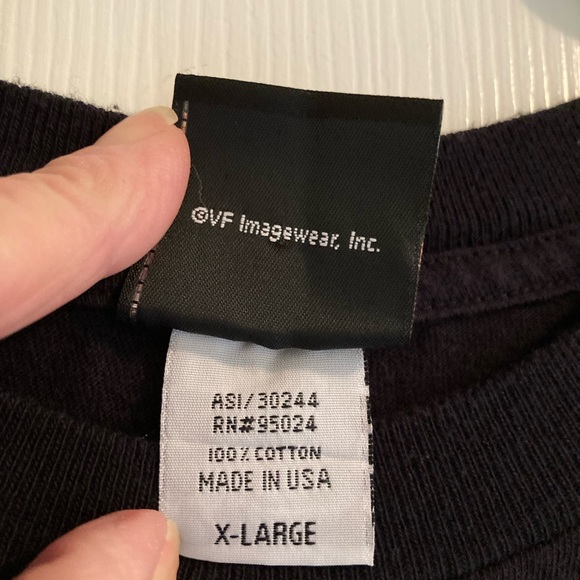 ©VF Imagewear, Inc.
ASI/30244
RN#95024
100% COTTON
MADE IN USA
X-LARGE